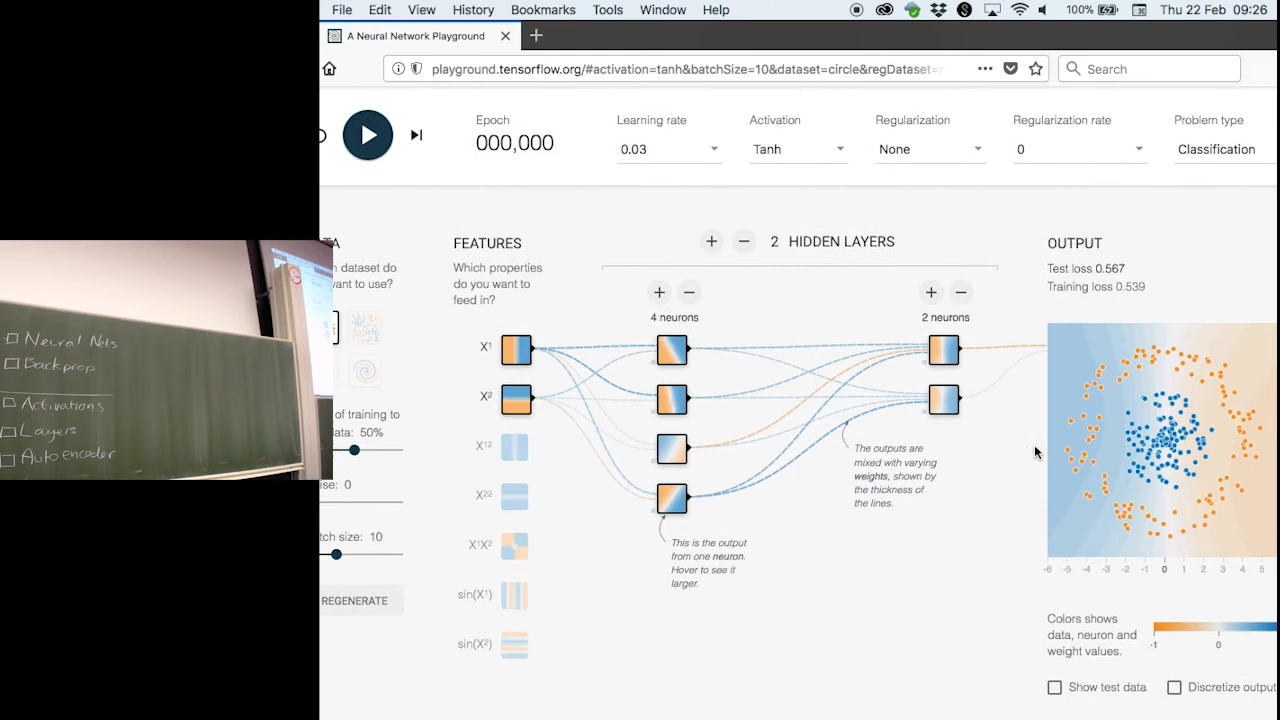 File Edit View History Bookmarks Tools Window Help 100% Thu 22 Feb 09:26
A Neural Network Playground
playground.tensorflow.org/#activation=tanh&batchSize=10&dataset=circle&regDataset=
Search
Epoch
000,000
Learning rate
0.03
Activation
Tanh
Regularization
None
Regularization rate
0
Problem type
Classification
TA
dataset do
want to use?
of training to
data: 50%
se: 0
tch size: 10
REGENERATE
FEATURES
Which properties
do you want to
feed in?
X1
X2
X12
X22
X1X2
sin(X1)
sin(X2)
+ − 2 HIDDEN LAYERS
+ −
4 neurons
+ −
2 neurons
This is the output
from one neuron.
Hover to see it
larger.
The outputs are
mixed with varying
weights, shown by
the thickness of
the lines.
OUTPUT
Test loss 0.567
Training loss 0.539
-6 -5 -4 -3 -2 -1 0 1 2 3 4 5
Colors shows
data, neuron and
weight values.
-1 0
Show test data
Discretize output
Neural Nets
Backprop
Activations
Layers
Autoencoder